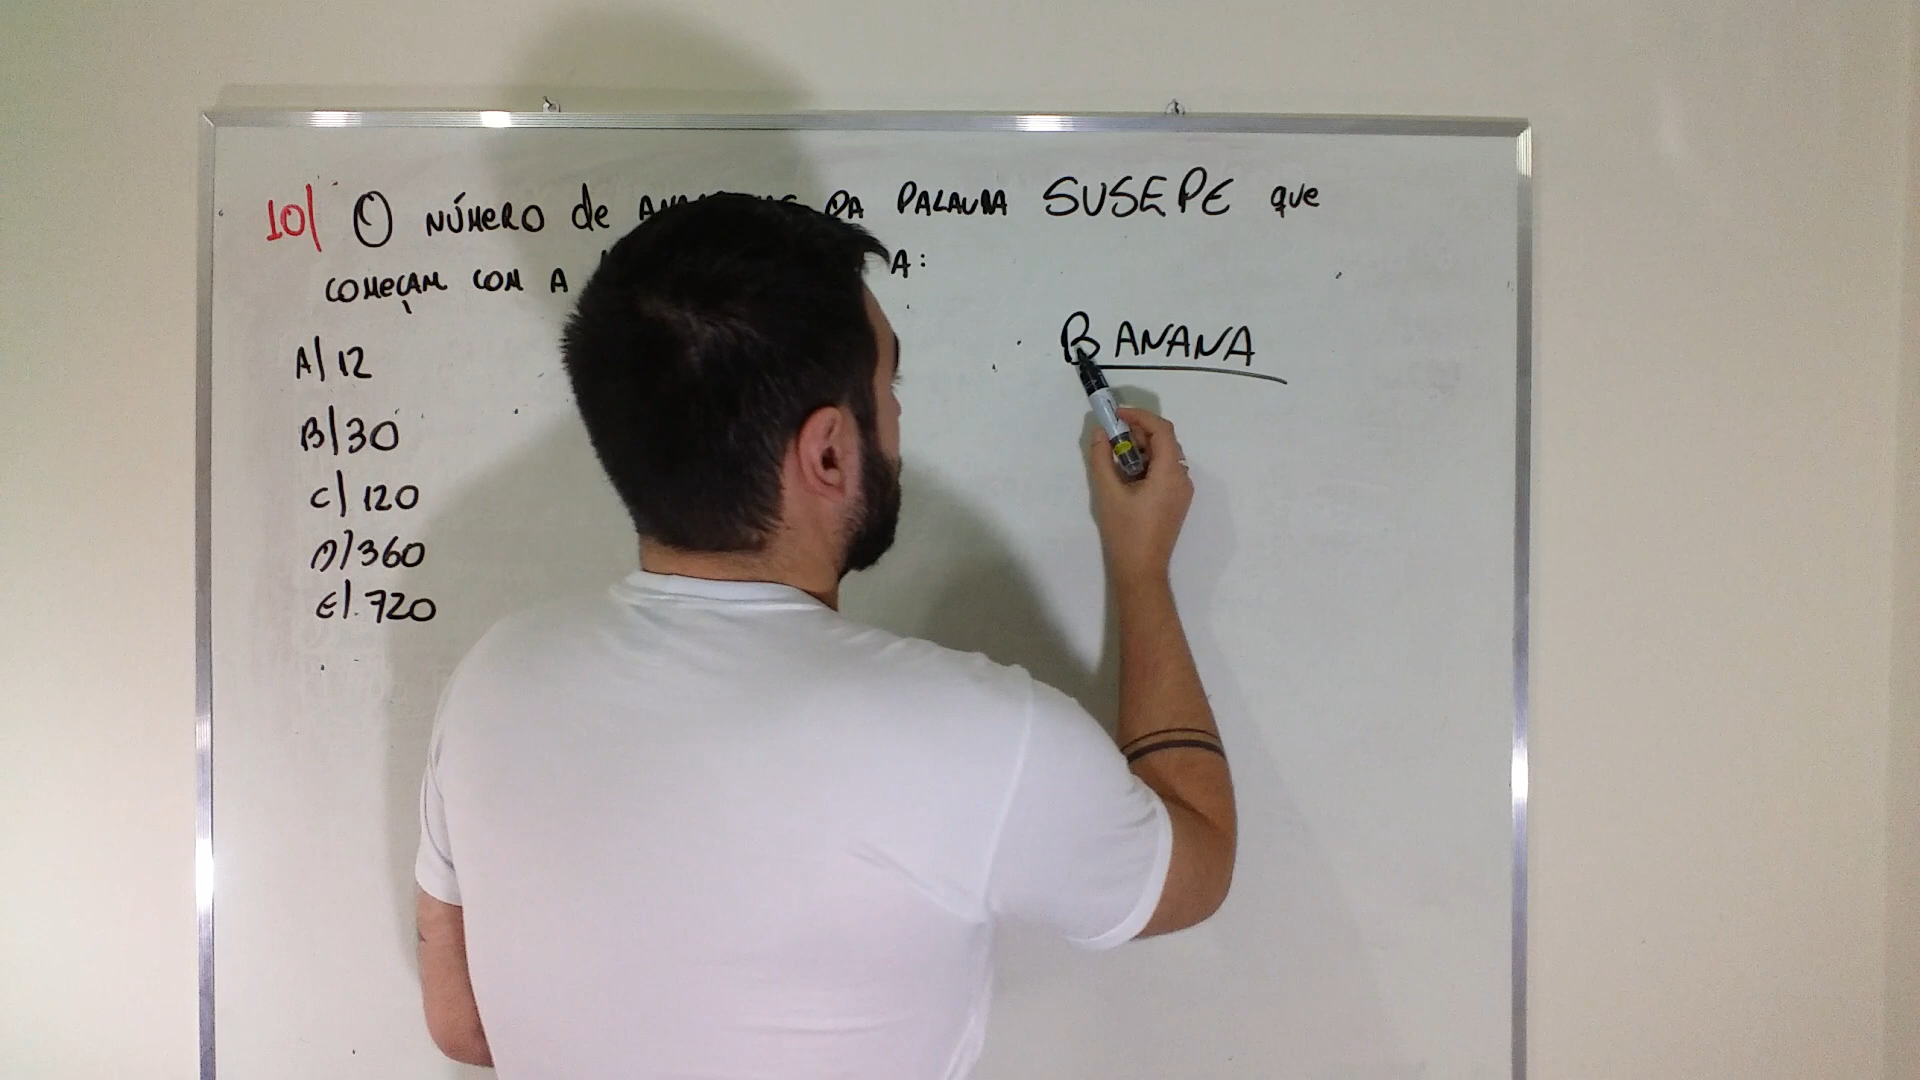 10| O NÚMERO de DA PALAVRA SUSEPE que
COMEÇAM COM A A:
BANANA
A| 12
B| 30
C| 120
D| 360
E| 720